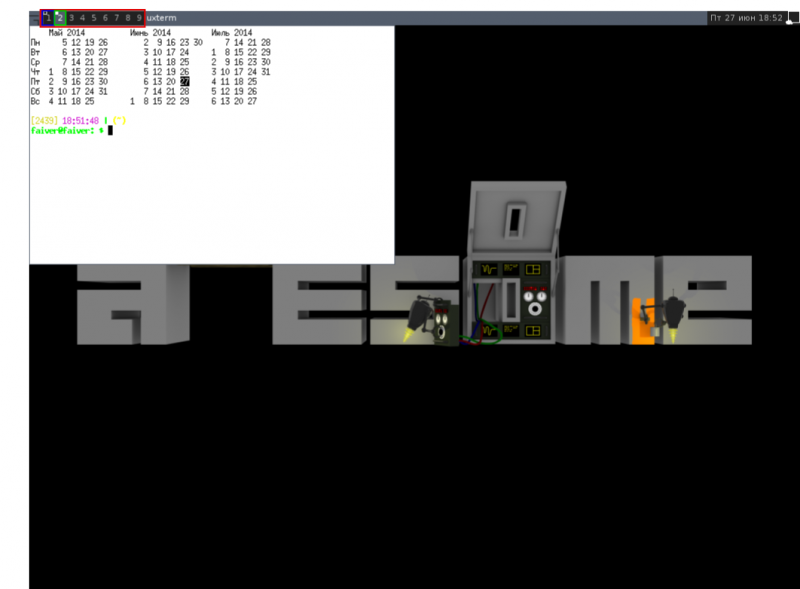 1 2 3 4 5 6 7 8 9 uxterm Пт 27 июн 18:52
Май 2014 Июнь 2014 Июль 2014
Пн 5 12 19 26 2 9 16 23 30 7 14 21 28
Вт 6 13 20 27 3 10 17 24 1 8 15 22 29
Ср 7 14 21 28 4 11 18 25 2 9 16 23 30
Чт 1 8 15 22 29 5 12 19 26 3 10 17 24 31
Пт 2 9 16 23 30 6 13 20 27 4 11 18 25
Сб 3 10 17 24 31 7 14 21 28 5 12 19 26
Вс 4 11 18 25 1 8 15 22 29 6 13 20 27
[2439] 18:51:48 | (~)
faiver@faiver: $